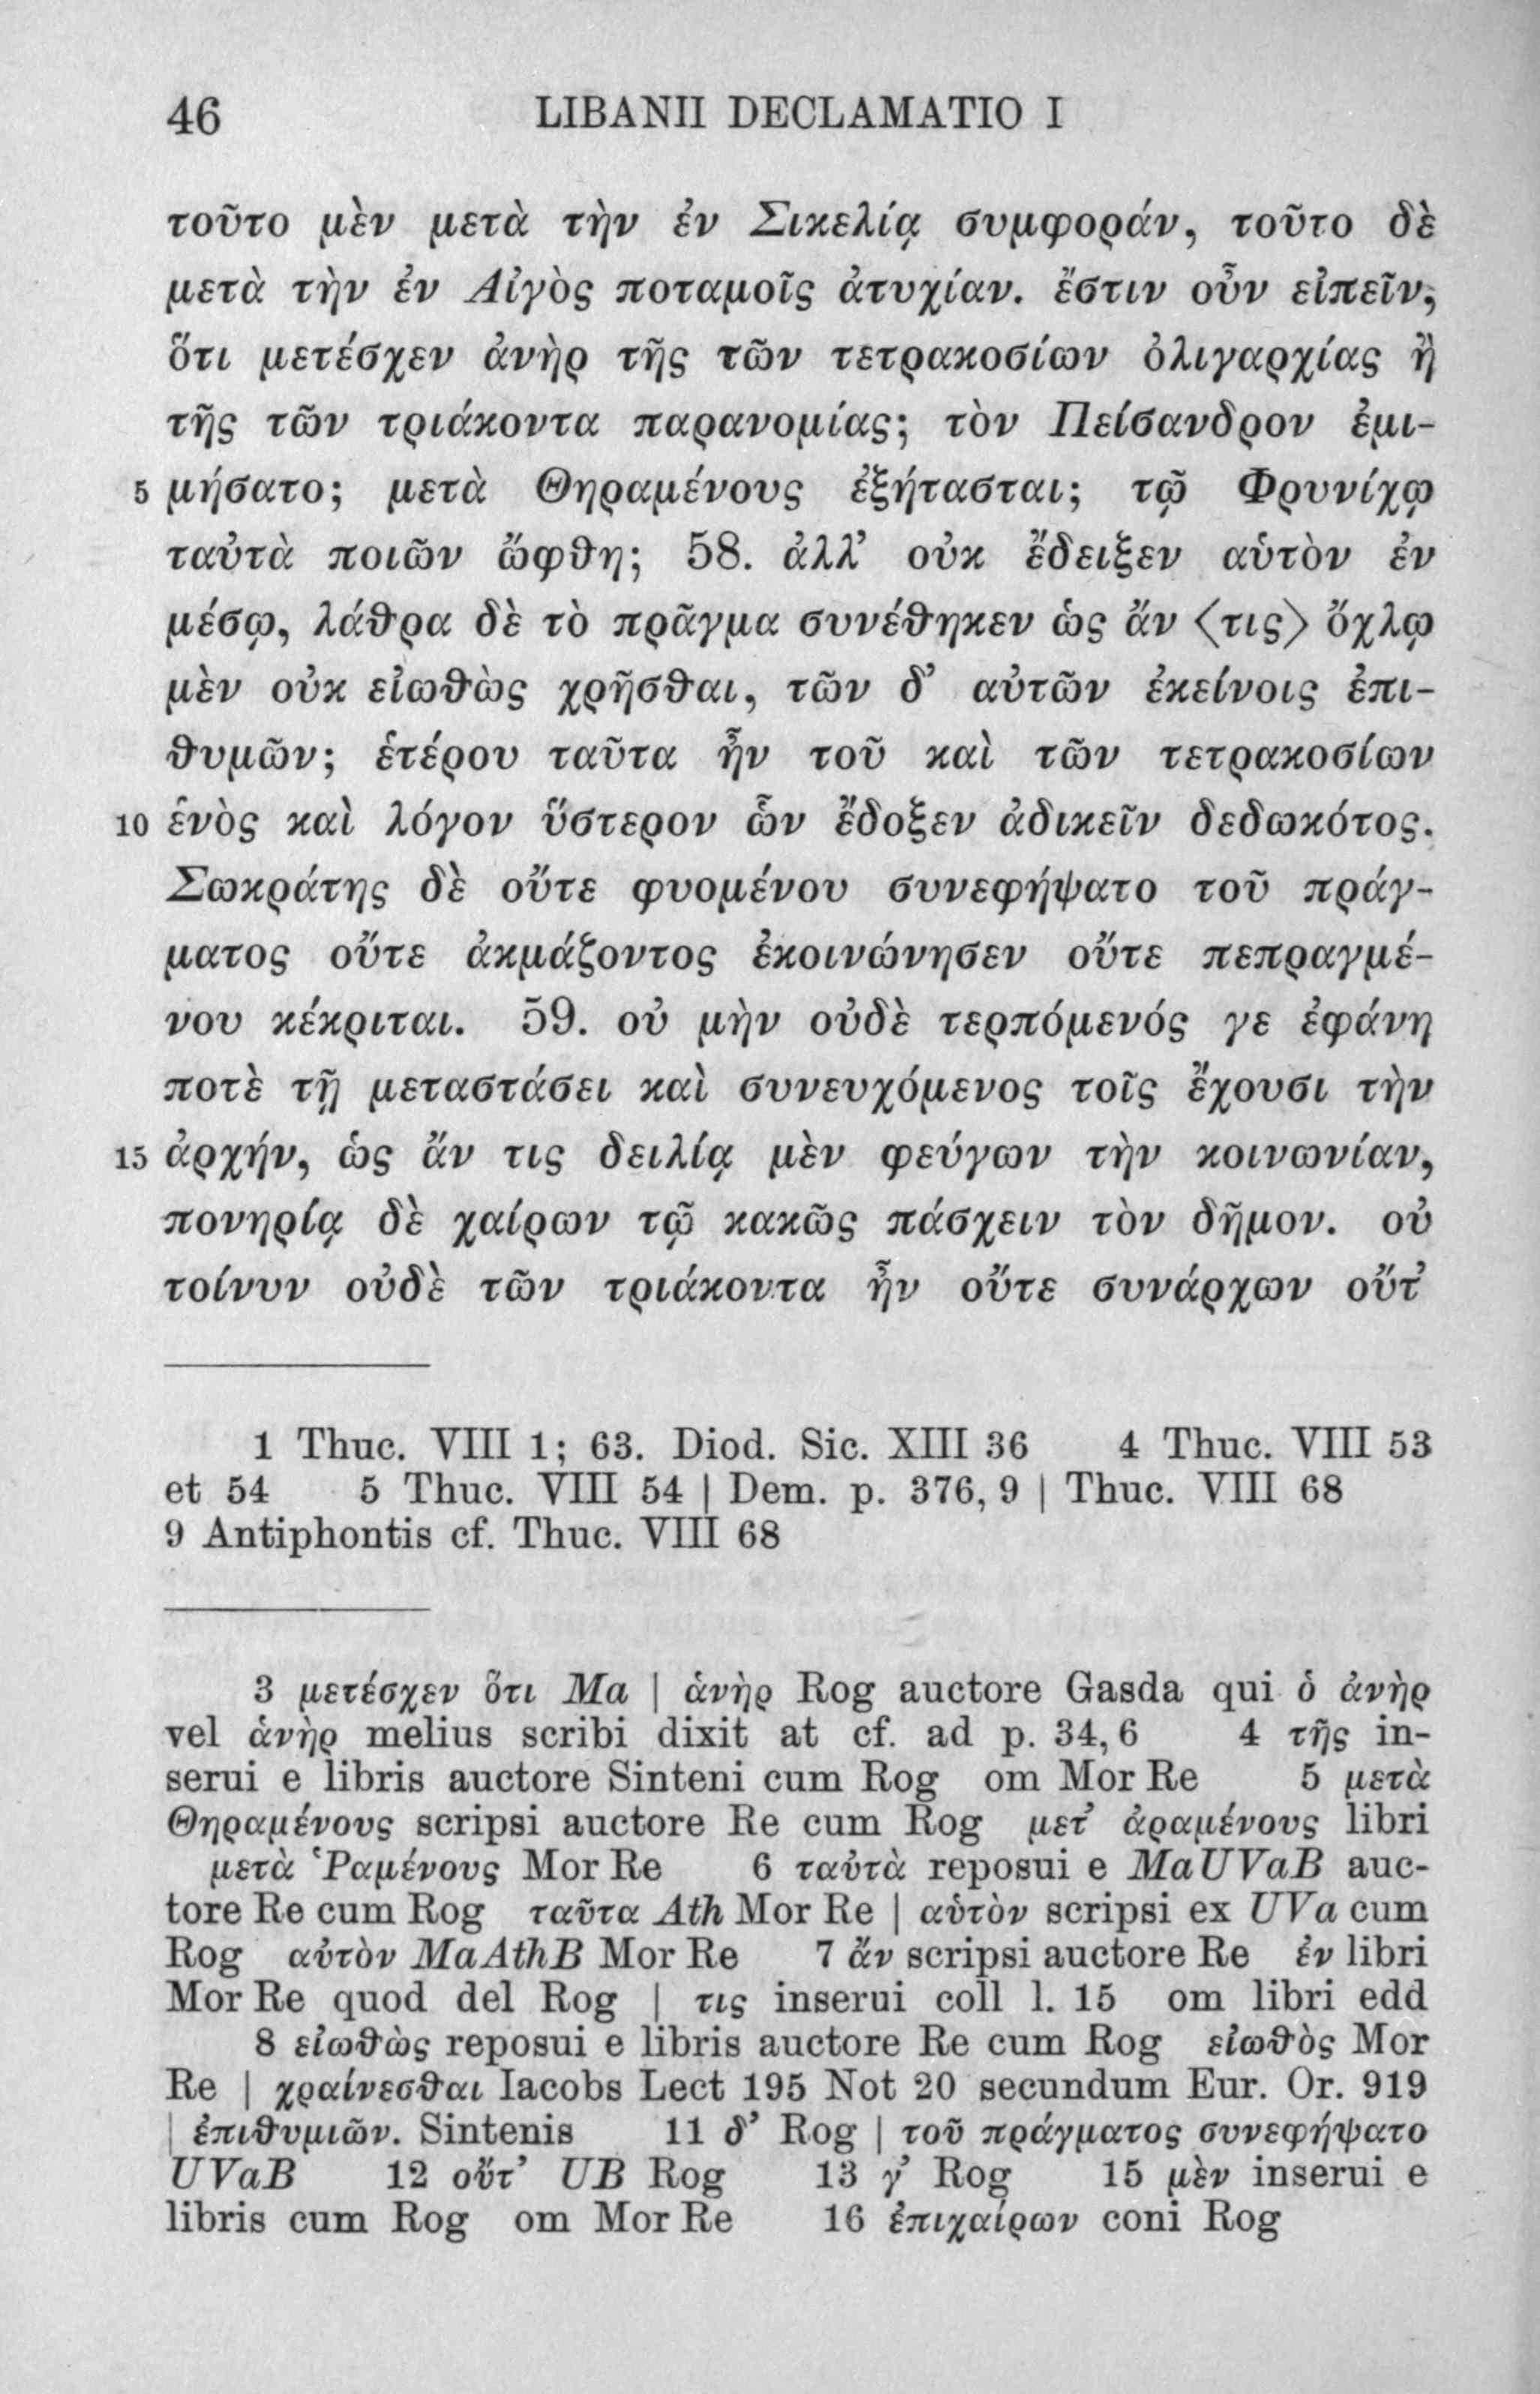 46 LIBANII DECLAMATIO I
τοῦτο μὲν μετὰ τὴν ἐν Σικελίᾳ συμφοράν, τοῦτο δὲ
μετὰ τὴν ἐν Αἰγὸς ποταμοῖς ἀτυχίαν. ἔστιν οὖν εἰπεῖν,
ὅτι μετέσχεν ἀνὴρ τῆς τῶν τετρακοσίων ὀλιγαρχίας ἢ
τῆς τῶν τριάκοντα παρανομίας; τὸν Πείσανδρον ἐμι-
5 μήσατο; μετὰ Θηραμένους ἐξήτασται; τῷ Φρυνίχῳ
ταὐτὰ ποιῶν ὤφθη; 58. ἀλλ’ οὐκ ἔδειξεν αὑτὸν ἐν
μέσῳ, λάθρα δὲ τὸ πρᾶγμα συνέθηκεν ὡς ἄν ⟨τις⟩ ὄχλῳ
μὲν οὐκ εἰωθὼς χρῆσθαι, τῶν δ’ αὐτῶν ἐκείνοις ἐπι-
θυμῶν; ἑτέρου ταῦτα ἦν τοῦ καὶ τῶν τετρακοσίων
10 ἑνὸς καὶ λόγον ὕστερον ὧν ἔδοξεν ἀδικεῖν δεδωκότος.
Σωκράτης δὲ οὔτε φυομένου συνεφήψατο τοῦ πράγ-
ματος οὔτε ἀκμάζοντος ἐκοινώνησεν οὔτε πεπραγμέ-
νου κέκριται. 59. οὐ μὴν οὐδὲ τερπόμενός γε ἐφάνη
ποτὲ τῇ μεταστάσει καὶ συνευχόμενος τοῖς ἔχουσι τὴν
15 ἀρχήν, ὡς ἄν τις δειλίᾳ μὲν φεύγων τὴν κοινωνίαν,
πονηρίᾳ δὲ χαίρων τῷ κακῶς πάσχειν τὸν δῆμον. οὐ
τοίνυν οὐδὲ τῶν τριάκοντα ἦν οὔτε συνάρχων οὔτ’
1 Thuc. VIII 1; 63. Diod. Sic. XIII 36 4 Thuc. VIII 53
et 54 5 Thuc. VIII 54 | Dem. p. 376, 9 | Thuc. VIII 68
9 Antiphontis cf. Thuc. VIII 68
3 μετέσχεν ὅτι Ma | ἁνὴρ Rog auctore Gasda qui ὁ ἀνὴρ
vel ἁνὴρ melius scribi dixit at cf. ad p. 34, 6 4 τῆς in-
serui e libris auctore Sinteni cum Rog om Mor Re 5 μετὰ
Θηραμένους scripsi auctore Re cum Rog μετ’ ἀραμένους libri
μετὰ Ῥαμένους Mor Re 6 ταὐτὰ reposui e MaUVaB auc-
tore Re cum Rog ταῦτα Ath Mor Re | αὑτὸν scripsi ex UVa cum
Rog αὐτὸν MaAthB Mor Re 7 ἄν scripsi auctore Re ἐν libri
Mor Re quod del Rog | τις inserui coll l. 15 om libri edd
8 εἰωθὼς reposui e libris auctore Re cum Rog εἰωθὸς Mor
Re | χραίνεσθαι Iacobs Lect 195 Not 20 secundum Eur. Or. 919
| ἐπιθυμιῶν. Sintenis 11 δ’ Rog | τοῦ πράγματος συνεφήψατο
UVaB 12 οὔτ’ UB Rog 13 γ’ Rog 15 μὲν inserui e
libris cum Rog om Mor Re 16 ἐπιχαίρων coni Rog